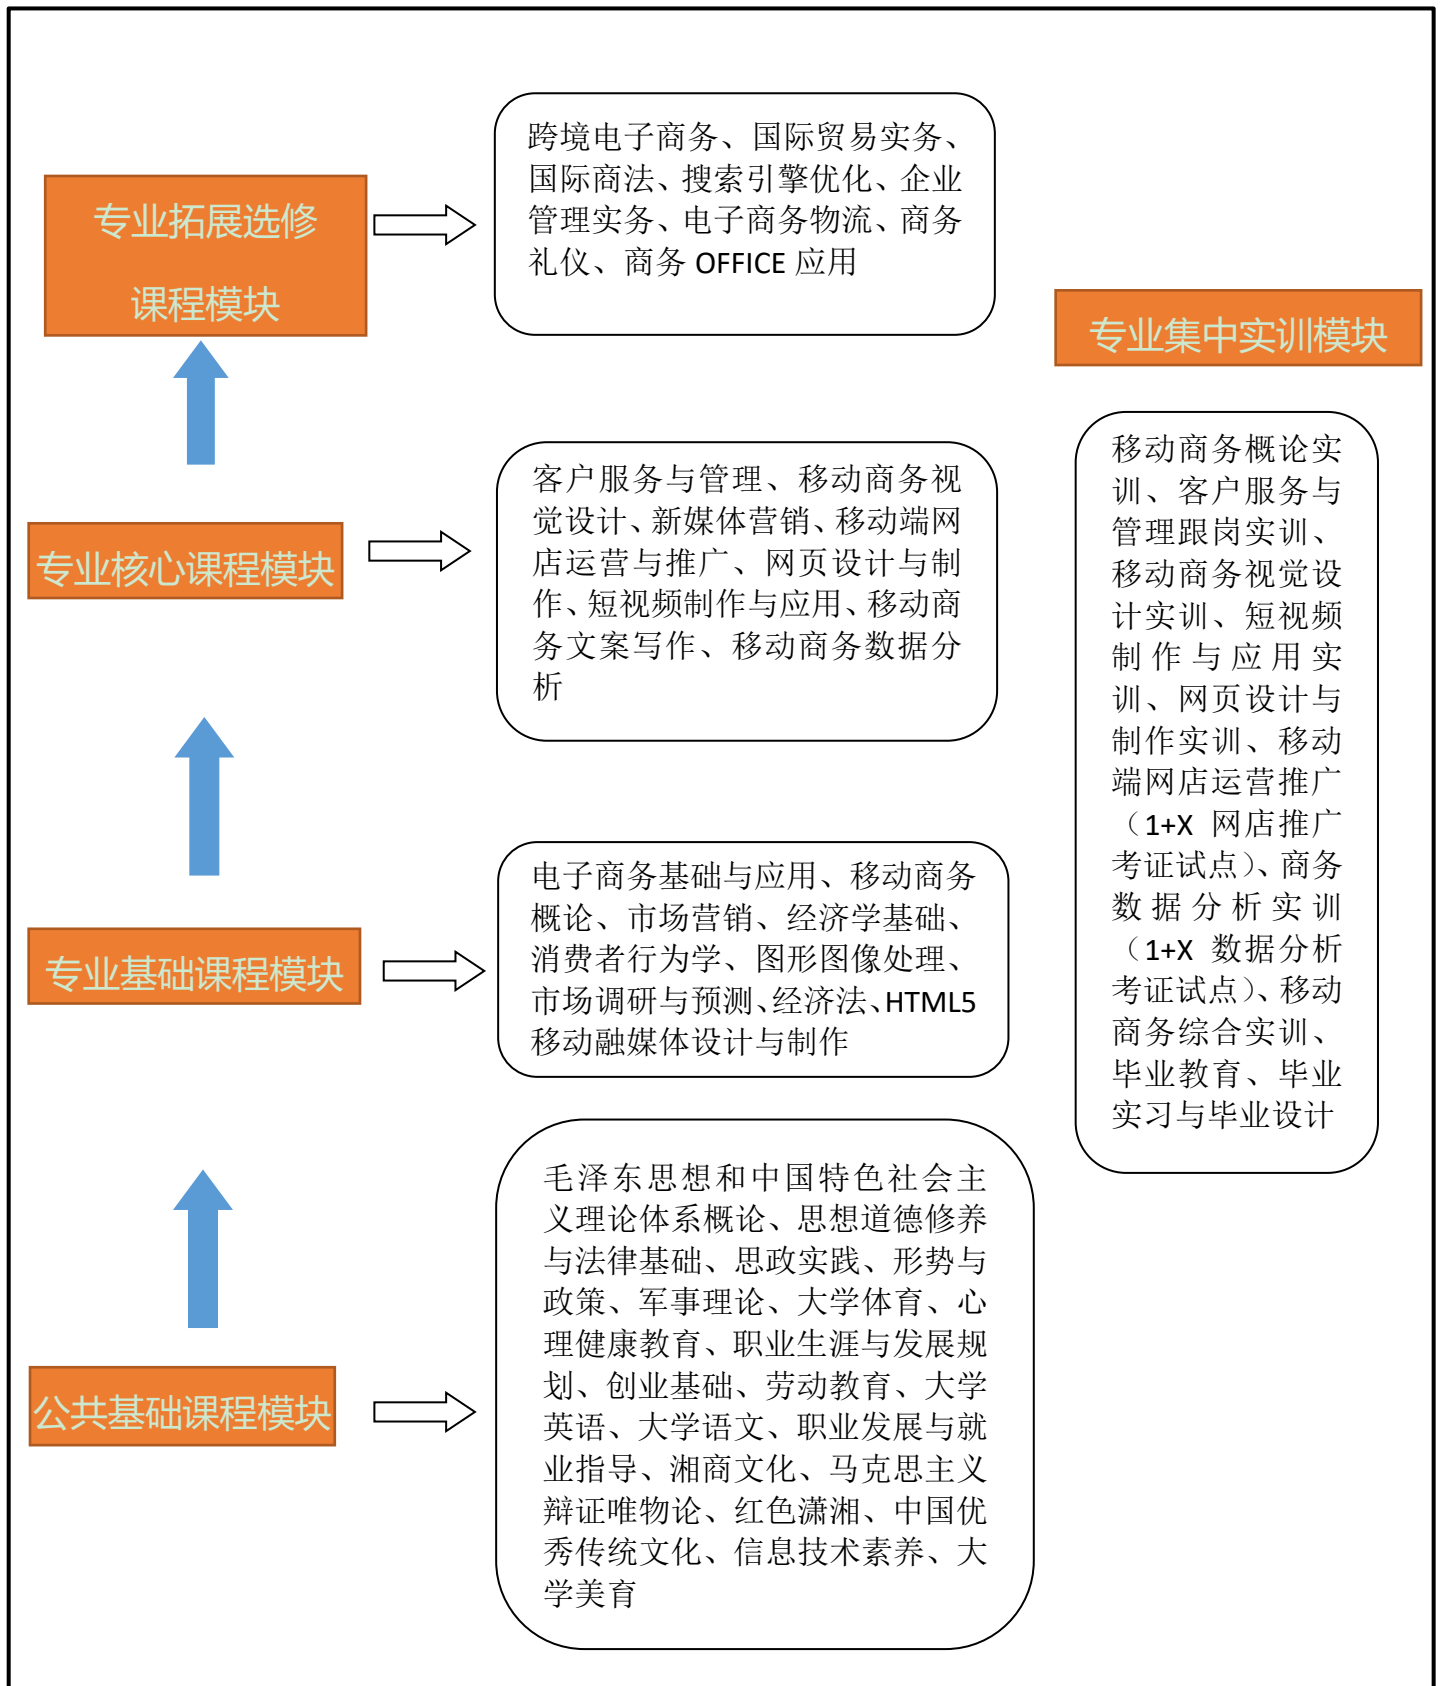 专业拓展选修
课程模块
跨境电子商务、国际贸易实务、
国际商法、搜索引擎优化、企业
管理实务、电子商务物流、商务
礼仪、商务 OFFICE 应用
专业核心课程模块
客户服务与管理、移动商务视
觉设计、新媒体营销、移动端网
店运营与推广、网页设计与制
作、短视频制作与应用、移动商
务文案写作、移动商务数据分
析
专业基础课程模块
电子商务基础与应用、移动商务
概论、市场营销、经济学基础、
消费者行为学、图形图像处理、
市场调研与预测、经济法、HTML5
移动融媒体设计与制作
公共基础课程模块
毛泽东思想和中国特色社会主
义理论体系概论、思想道德修养
与法律基础、思政实践、形势与
政策、军事理论、大学体育、心
理健康教育、职业生涯与发展规
划、创业基础、劳动教育、大学
英语、大学语文、职业发展与就
业指导、湘商文化、马克思主义
辩证唯物论、红色潇湘、中国优
秀传统文化、信息技术素养、大
学美育
专业集中实训模块
移动商务概论实
训、客户服务与
管理跟岗实训、
移动商务视觉设
计实训、短视频
制作与应用实
训、网页设计与
制作实训、移动
端网店运营推广
（1+X 网店推广
考证试点）、商务
数据分析实训
（1+X 数据分析
考证试点）、移动
商务综合实训、
毕业教育、毕业
实习与毕业设计